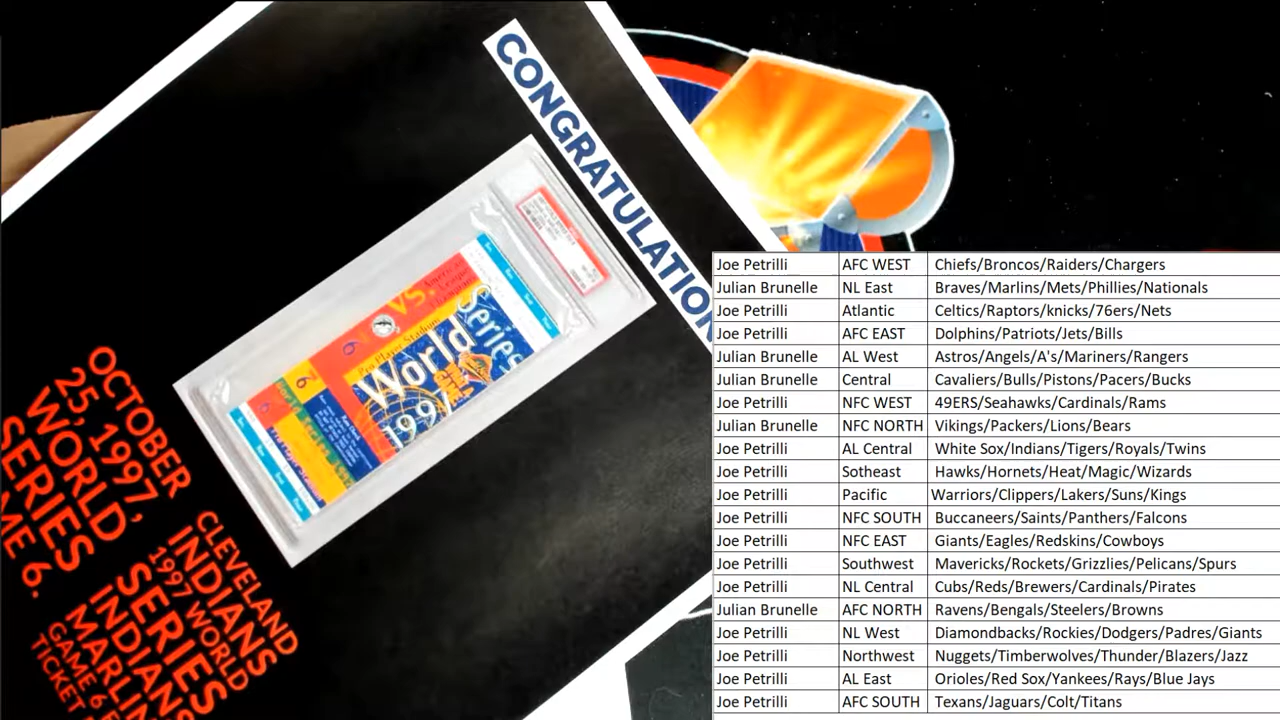 CONGRATULATION
OCTOBER
25, 1997,
WORLD
SERIES
ME 6.
CLEVELAND
INDIANS
1997 WORLD
SERIES
INDIANS
MARLIN
GAME 6 F
TICKET
VS.
American
League
Champions
Pro Player Stadium
World
Series
1997
6
6
Joe Petrilli AFC WEST Chiefs/Broncos/Raiders/Chargers
Julian Brunelle NL East Braves/Marlins/Mets/Phillies/Nationals
Joe Petrilli Atlantic Celtics/Raptors/knicks/76ers/Nets
Joe Petrilli AFC EAST Dolphins/Patriots/Jets/Bills
Julian Brunelle AL West Astros/Angels/A's/Mariners/Rangers
Julian Brunelle Central Cavaliers/Bulls/Pistons/Pacers/Bucks
Joe Petrilli NFC WEST 49ERS/Seahawks/Cardinals/Rams
Julian Brunelle NFC NORTH Vikings/Packers/Lions/Bears
Joe Petrilli AL Central White Sox/Indians/Tigers/Royals/Twins
Joe Petrilli Sotheast Hawks/Hornets/Heat/Magic/Wizards
Joe Petrilli Pacific Warriors/Clippers/Lakers/Suns/Kings
Joe Petrilli NFC SOUTH Buccaneers/Saints/Panthers/Falcons
Joe Petrilli NFC EAST Giants/Eagles/Redskins/Cowboys
Joe Petrilli Southwest Mavericks/Rockets/Grizzlies/Pelicans/Spurs
Joe Petrilli NL Central Cubs/Reds/Brewers/Cardinals/Pirates
Julian Brunelle AFC NORTH Ravens/Bengals/Steelers/Browns
Joe Petrilli NL West Diamondbacks/Rockies/Dodgers/Padres/Giants
Joe Petrilli Northwest Nuggets/Timberwolves/Thunder/Blazers/Jazz
Joe Petrilli AL East Orioles/Red Sox/Yankees/Rays/Blue Jays
Joe Petrilli AFC SOUTH Texans/Jaguars/Colt/Titans